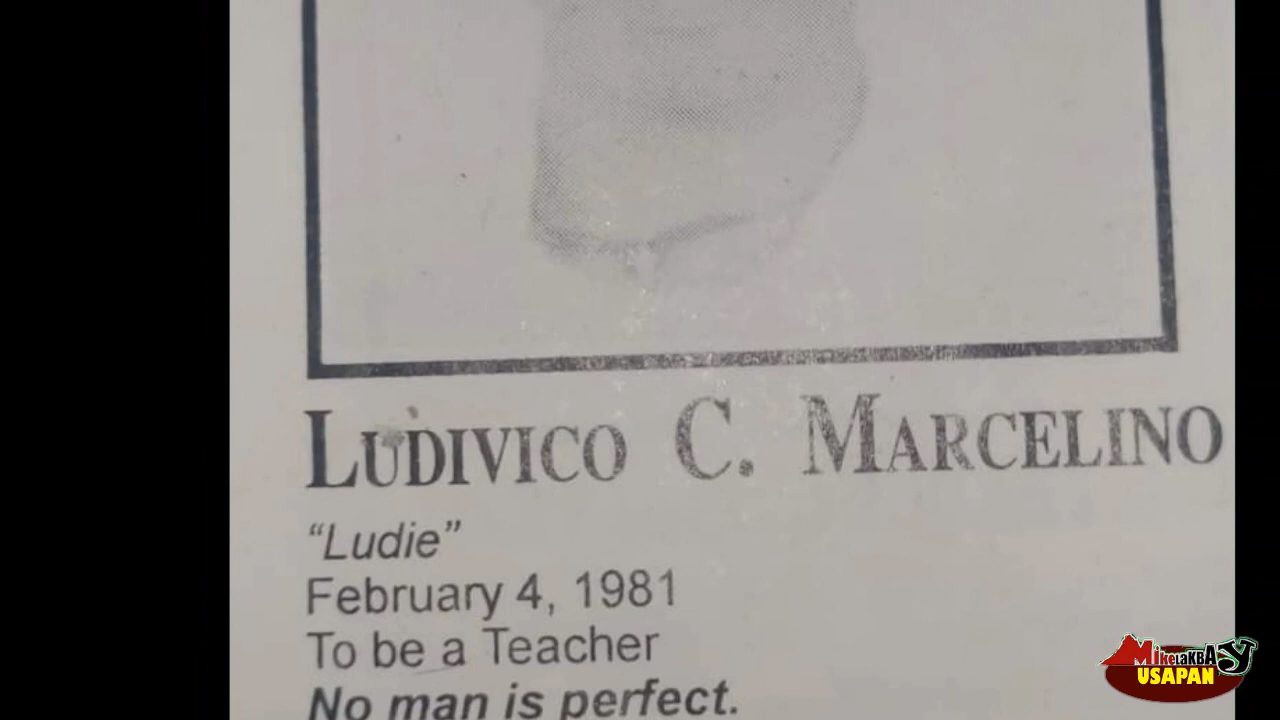 LUDIVICO C. MARCELINO
“Ludie”
February 4, 1981
To be a Teacher
No man is perfect.
MikeLaKBAy
USAPAN